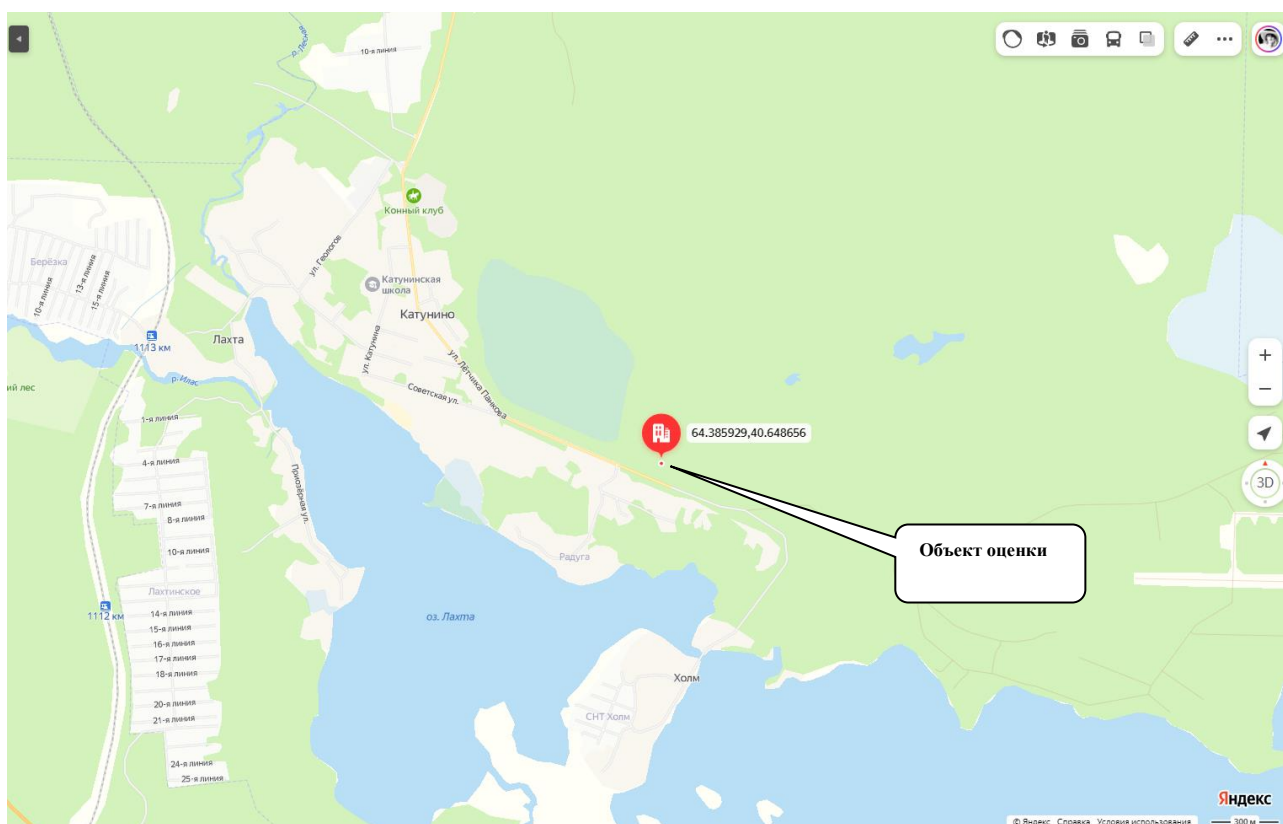 р. Лесн
10-я линия
Конный клуб
ул. Геологов
Катунинская
школа
Берёзка
10-я линия
13-я линия
15-я линия
Катунино
1113 км
Лахта
ул. Катунина
ул. Лётчика Панкова
р. Илас
ий лес
Советская ул.
1-я линия
64.385929,40.648656
4-я линия
Приозёрная ул.
3D
7-я линия
8-я линия
10-я линия
Радуга
Объект оценки
Лахтинское
1112 км
14-я линия
15-я линия
оз. Лахта
16-я линия
17-я линия
18-я линия
Холм
20-я линия
21-я линия
СНТ Холм
24-я линия
25-я линия
Яндекс
© Яндекс Справка Условия использования 300 м